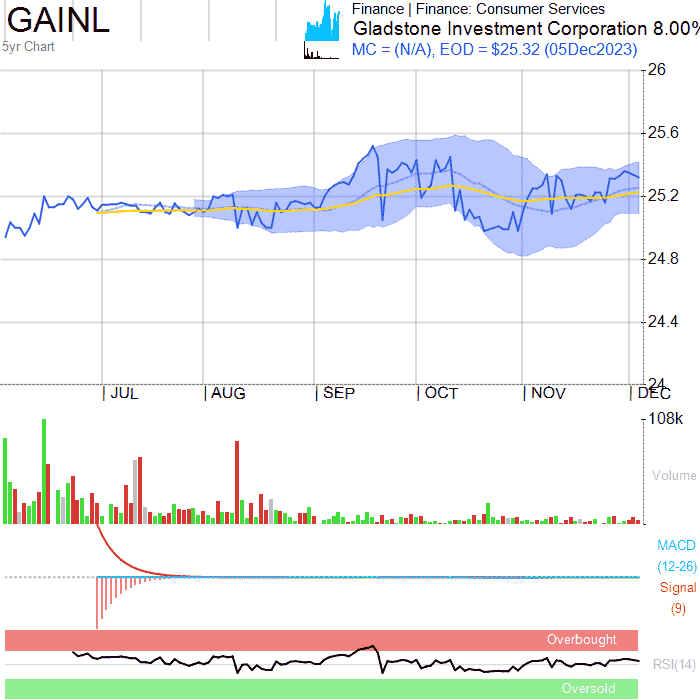 GAINL
5yr Chart
Finance | Finance: Consumer Services
Gladstone Investment Corporation 8.00%
MC = (N/A), EOD = $25.32 (05Dec2023)
26
25.6
25.2
24.8
24.4
24
JUL AUG SEP OCT NOV DEC
108k
Volume
MACD
(12-26)
Signal
(9)
Overbought
RSI(14)
Oversold